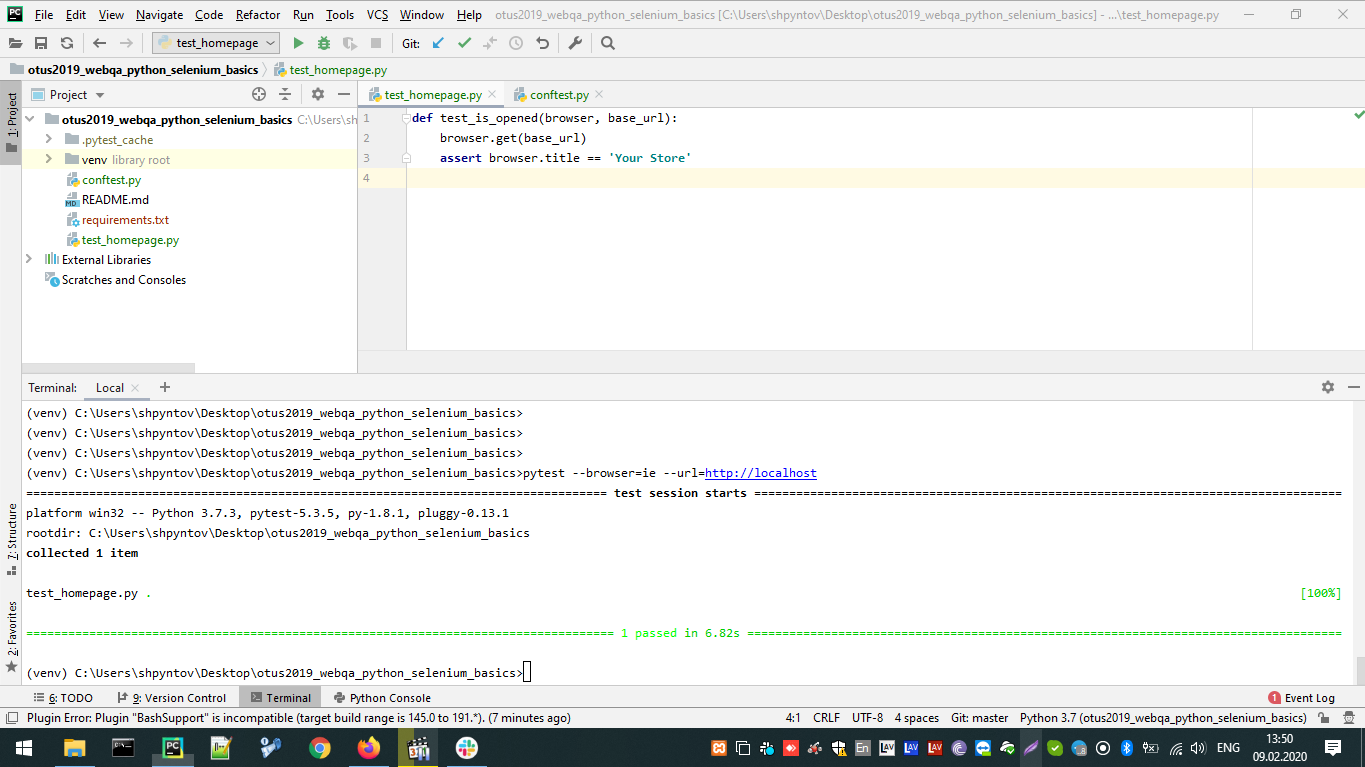 PC File Edit View Navigate Code Refactor Run Tools VCS Window Help otus2019_webqa_python_selenium_basics [C:\Users\shpyntov\Desktop\otus2019_webqa_python_selenium_basics] - ...\test_homepage.py
test_homepage Git:
otus2019_webqa_python_selenium_basics test_homepage.py
1: Project
Project
otus2019_webqa_python_selenium_basics C:\Users\sh
.pytest_cache
venv library root
conftest.py
README.md
requirements.txt
test_homepage.py
External Libraries
Scratches and Consoles
test_homepage.py conftest.py
1 def test_is_opened(browser, base_url):
2 browser.get(base_url)
3 assert browser.title == 'Your Store'
4
7: Structure
2: Favorites
Terminal: Local
(venv) C:\Users\shpyntov\Desktop\otus2019_webqa_python_selenium_basics>
(venv) C:\Users\shpyntov\Desktop\otus2019_webqa_python_selenium_basics>
(venv) C:\Users\shpyntov\Desktop\otus2019_webqa_python_selenium_basics>
(venv) C:\Users\shpyntov\Desktop\otus2019_webqa_python_selenium_basics>pytest --browser=ie --url=http://localhost
=================================================================================== test session starts ====================================================================================
platform win32 -- Python 3.7.3, pytest-5.3.5, py-1.8.1, pluggy-0.13.1
rootdir: C:\Users\shpyntov\Desktop\otus2019_webqa_python_selenium_basics
collected 1 item
test_homepage.py . [100%]
==================================================================================== 1 passed in 6.82s =====================================================================================
(venv) C:\Users\shpyntov\Desktop\otus2019_webqa_python_selenium_basics>
6: TODO 9: Version Control Terminal Python Console 1 Event Log
Plugin Error: Plugin "BashSupport" is incompatible (target build range is 145.0 to 191.*). (7 minutes ago) 4:1 CRLF UTF-8 4 spaces Git: master Python 3.7 (otus2019_webqa_python_selenium_basics)
PC En LAV LAV LAV ENG 13:50
09.02.2020